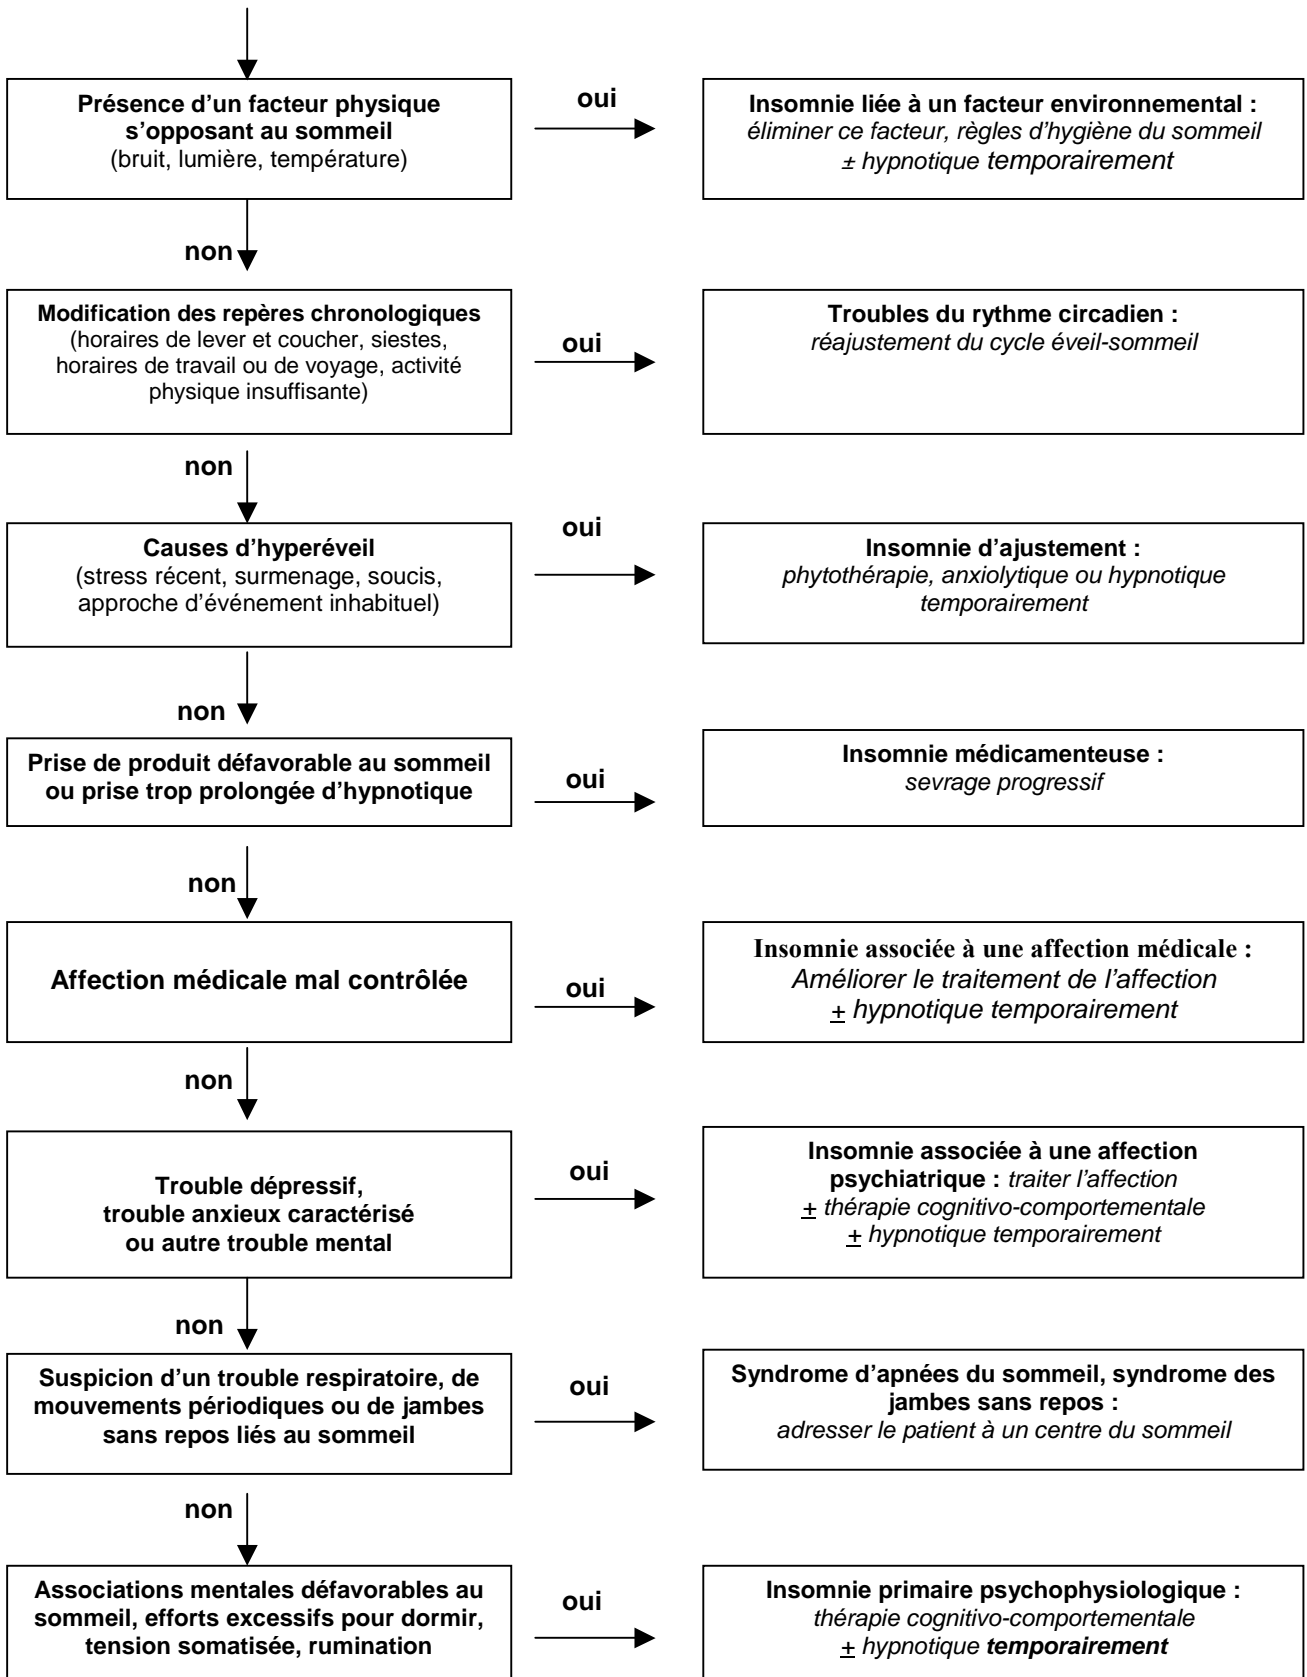 Présence d’un facteur physique
s’opposant au sommeil
(bruit, lumière, température)
oui
Insomnie liée à un facteur environnemental :
éliminer ce facteur, règles d’hygiène du sommeil
± hypnotique temporairement
non
Modification des repères chronologiques
(horaires de lever et coucher, siestes,
horaires de travail ou de voyage, activité
physique insuffisante)
oui
Troubles du rythme circadien :
réajustement du cycle éveil-sommeil
non
Causes d’hyperéveil
(stress récent, surmenage, soucis,
approche d’événement inhabituel)
oui
Insomnie d’ajustement :
phytothérapie, anxiolytique ou hypnotique
temporairement
non
Prise de produit défavorable au sommeil
ou prise trop prolongée d’hypnotique
oui
Insomnie médicamenteuse :
sevrage progressif
non
Affection médicale mal contrôlée
oui
Insomnie associée à une affection médicale :
Améliorer le traitement de l’affection
± hypnotique temporairement
non
Trouble dépressif,
trouble anxieux caractérisé
ou autre trouble mental
oui
Insomnie associée à une affection
psychiatrique : traiter l’affection
± thérapie cognitivo-comportementale
± hypnotique temporairement
non
Suspicion d’un trouble respiratoire, de
mouvements périodiques ou de jambes
sans repos liés au sommeil
oui
Syndrome d’apnées du sommeil, syndrome des
jambes sans repos :
adresser le patient à un centre du sommeil
non
Associations mentales défavorables au
sommeil, efforts excessifs pour dormir,
tension somatisée, rumination
oui
Insomnie primaire psychophysiologique :
thérapie cognitivo-comportementale
± hypnotique temporairement